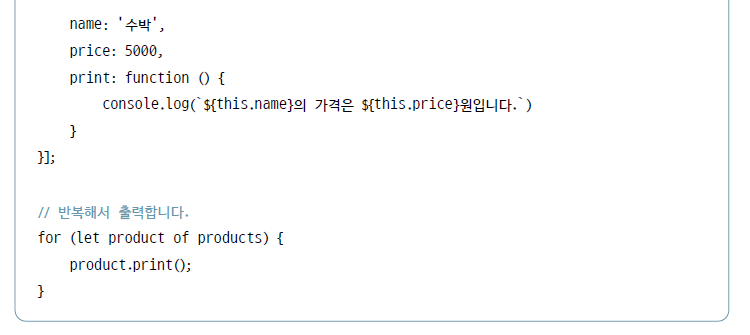 name: '수박',
price: 5000,
print: function () {
console.log(`${this.name}의 가격은 ${this.price}원입니다.`)
}
}];
// 반복해서 출력합니다.
for (let product of products) {
product.print();
}